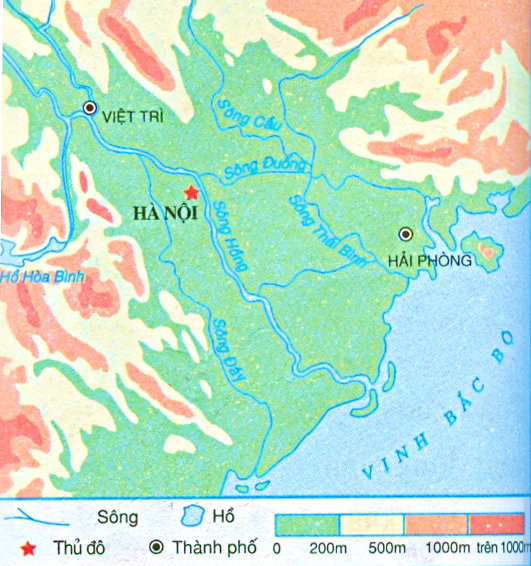 Sông Cầu
VIỆT TRÌ
Sông Đuống
HÀ NỘI
Sông Hồng
Sông Thái Bình
HẢI PHÒNG
Hồ Hòa Bình
Sông Đáy
VỊNH BẮC BỘ
Sông
Hồ
Thủ đô
Thành phố
0 200m 500m 1000m trên 1000m